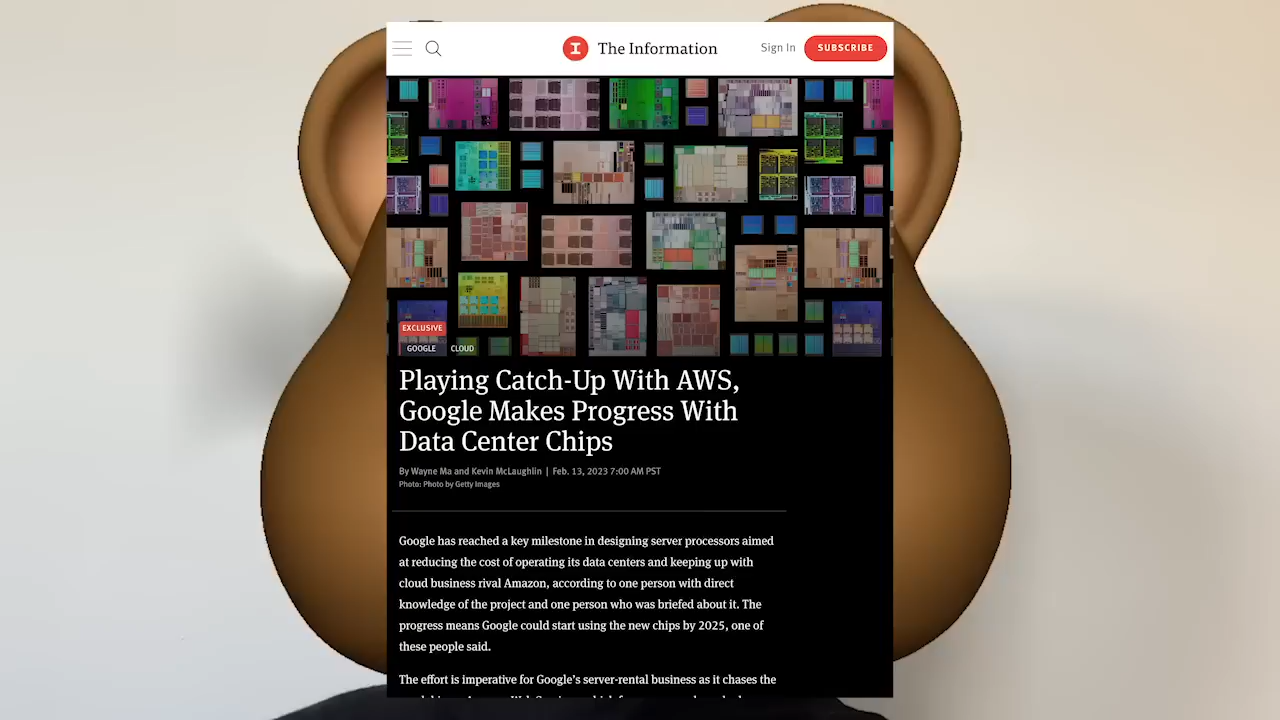 The Information
Sign In
SUBSCRIBE
EXCLUSIVE
GOOGLE CLOUD
Playing Catch-Up With AWS,
Google Makes Progress With
Data Center Chips
By Wayne Ma and Kevin McLaughlin | Feb. 13, 2023 7:00 AM PST
Photo: Photo by Getty Images
Google has reached a key milestone in designing server processors aimed
at reducing the cost of operating its data centers and keeping up with
cloud business rival Amazon, according to one person with direct
knowledge of the project and one person who was briefed about it. The
progress means Google could start using the new chips by 2025, one of
these people said.
The effort is imperative for Google’s server-rental business as it chases the